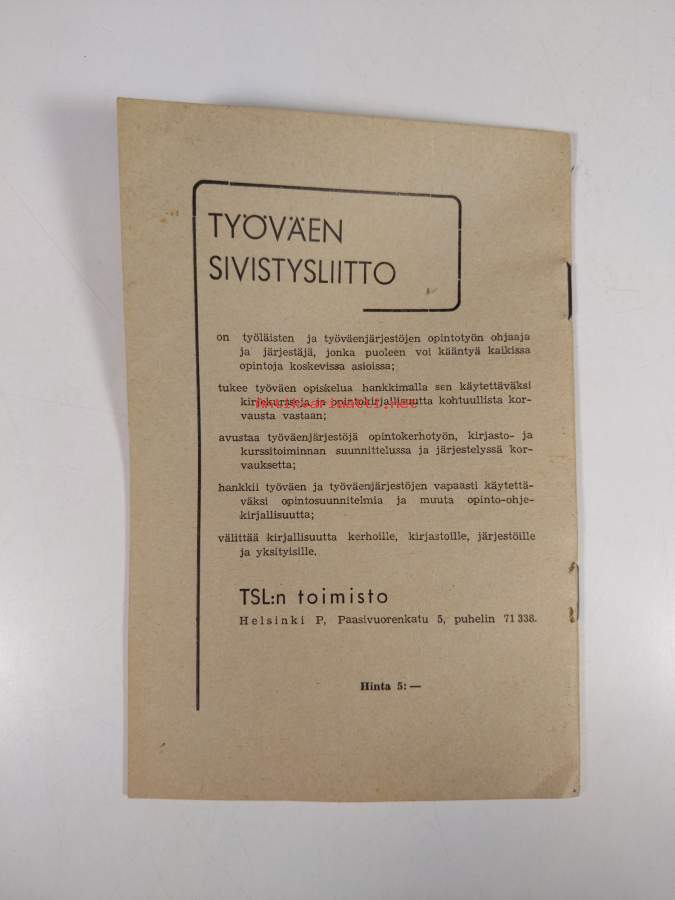 TYÖVÄEN
SIVISTYSLIITTO
on työläisten ja työväenjärjestöjen opintotyön ohjaaja
ja järjestäjä, jonka puoleen voi kääntyä kaikissa
opintoja koskevissa asioissa;
tukee työväen opiskelua hankkimalla sen käytettäväksi
kirjekursseja ja opintokirjallisuutta kohtuullista kor-
Antikvariaatti.net
vausta vastaan;
avustaa työväenjärjestöjä opintokerhotyön, kirjasto- ja
kurssitoiminnan suunnittelussa ja järjestelyssä kor-
vauksetta;
hankkii työväen ja työväenjärjestöjen vapaasti käytettä-
väksi opintosuunnitelmia ja muuta opinto-ohje-
kirjallisuutta;
välittää kirjallisuutta kerhoille, kirjastoille, järjestöille
ja yksityisille.
TSL:n toimisto
Helsinki P, Paasivuorenkatu 5, puhelin 71 338.
Hinta 5: —